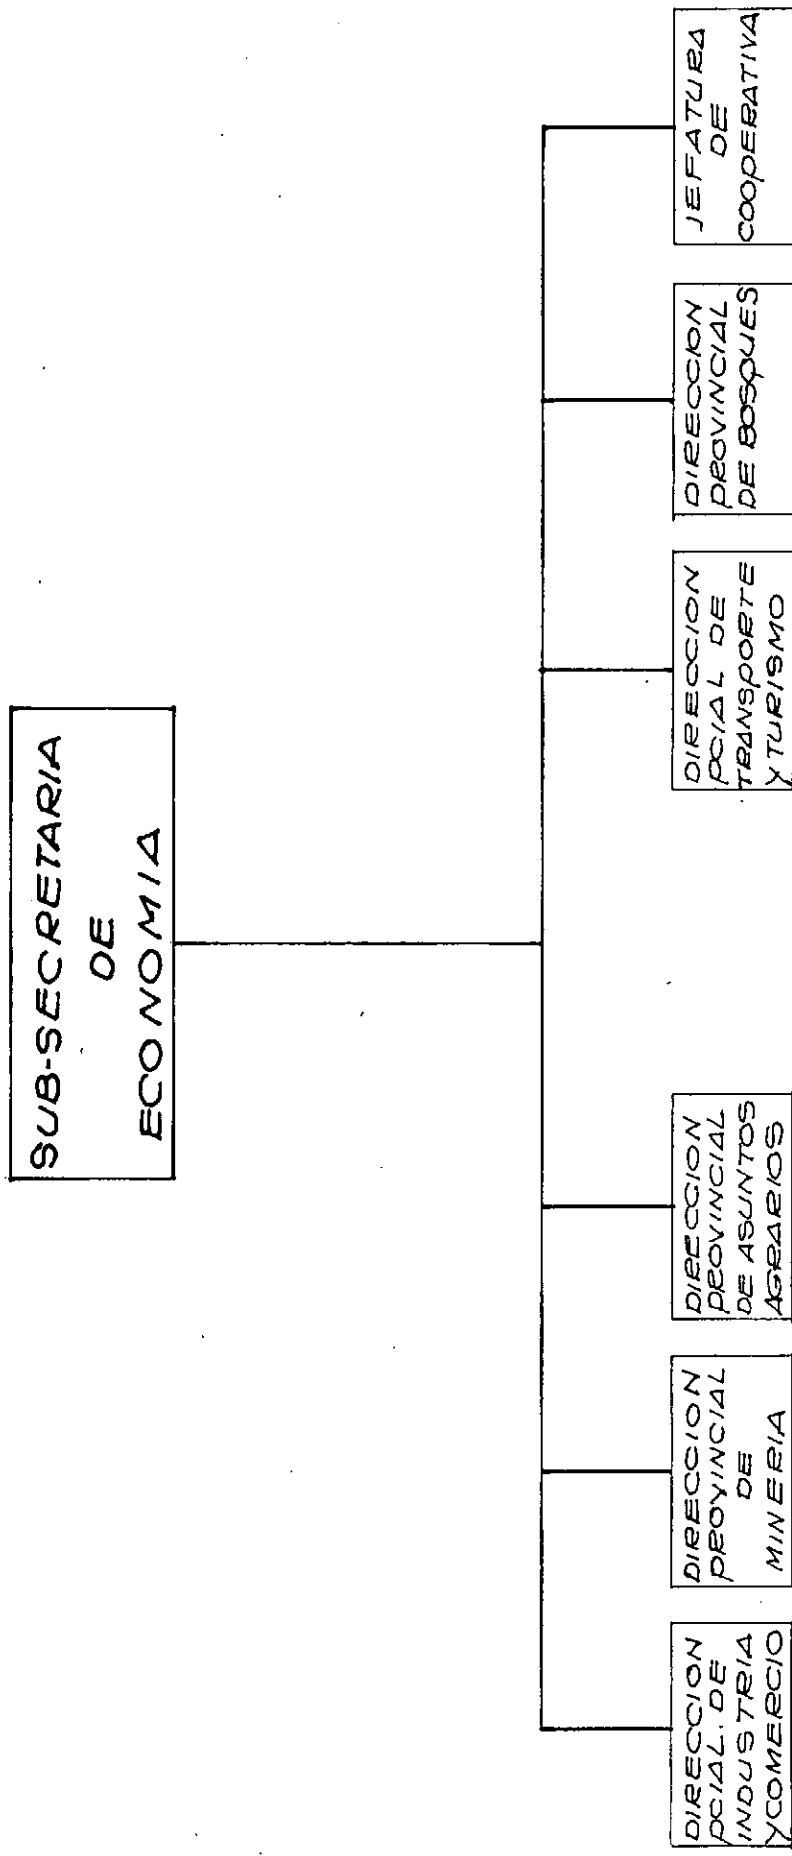 SUB-SECRETARIA
DE
ECONOMIA
DIRECCION
PCIAL. DE
INDUSTRIA
Y COMERCIO
DIRECCION
PROVINCIAL
DE
MINERIA
DIRECCION
PROVINCIAL
DE ASUNTOS
AGRARIOS
DIRECCION
PCIAL DE
TRANSPORTE
Y TURISMO
DIRECCION
PROVINCIAL
DE BOSQUES
JEFATURA
DE
COOPERATIVA